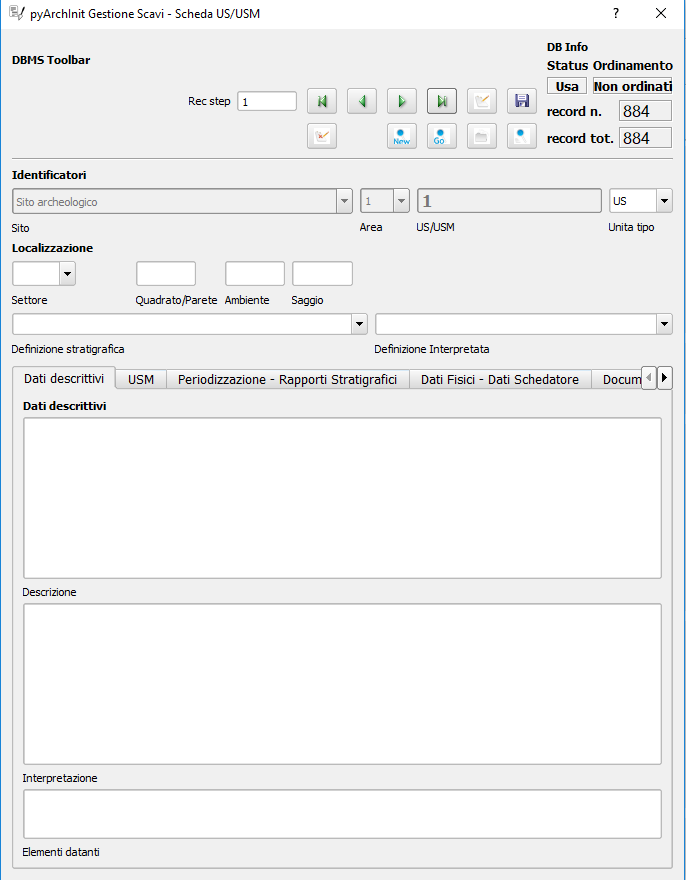 pyArchInit Gestione Scavi - Scheda US/USM
?
DB Info
DBMS Toolbar
Status Ordinamento
Usa Non ordinati
Rec step 1
record n. 884
New Go
record tot. 884
Identificatori
Sito archeologico 1 1 US
Sito Area US/USM Unita tipo
Localizzazione
Settore Quadrato/Parete Ambiente Saggio
Definizione stratigrafica Definizione Interpretata
Dati descrittivi USM Periodizzazione - Rapporti Stratigrafici Dati Fisici - Dati Schedatore Docum
Dati descrittivi
Descrizione
Interpretazione
Elementi datanti